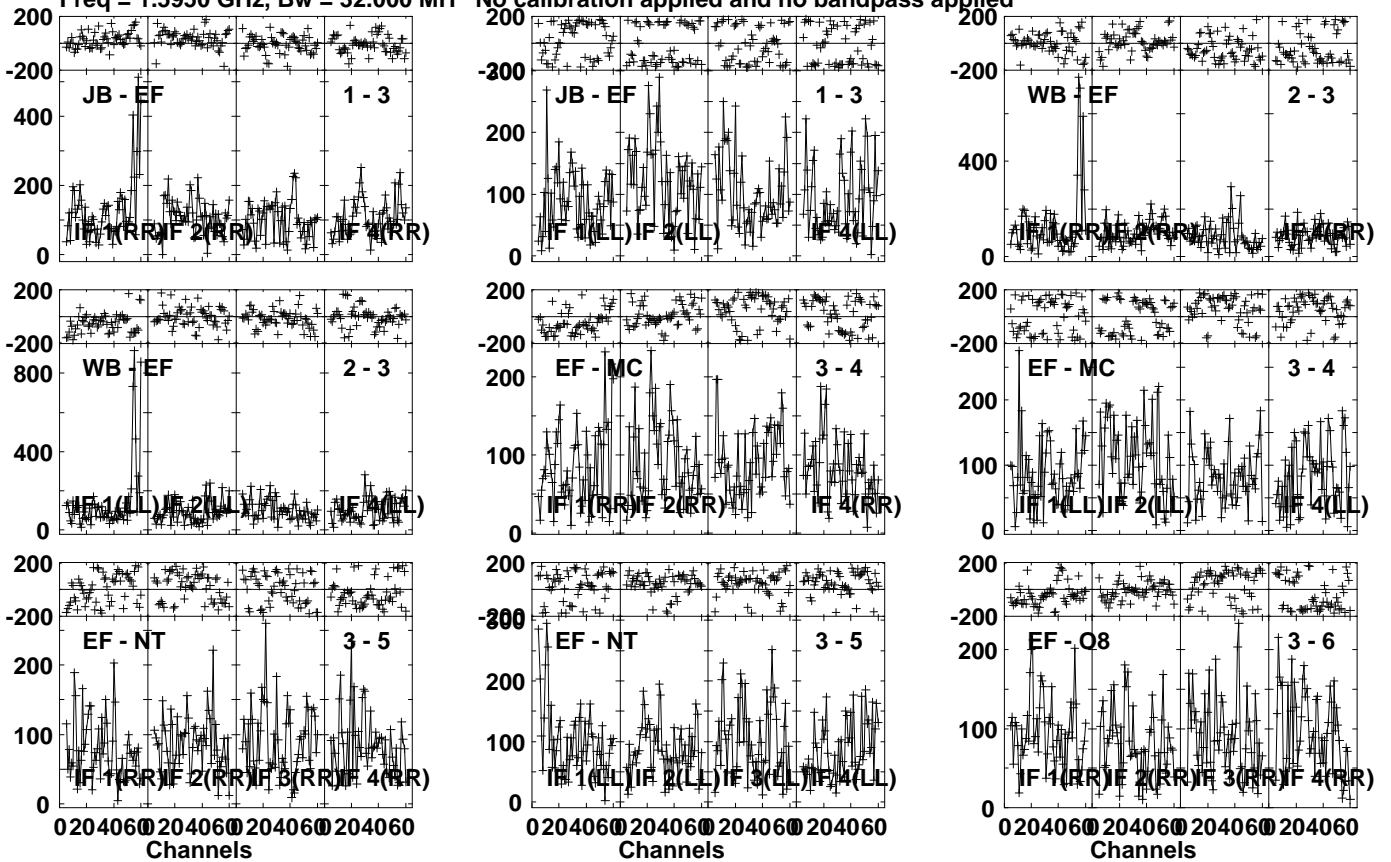 Freq = 1.5950 GHz, Bw = 32.000 MH No calibration applied and no bandpass applied
200
-200
JB - EF 1 - 3
400
200
0
IF 1(RR) IF 2(RR) IF 4(RR)
200
-200
300
JB - EF 1 - 3
200
100
0
IF 1(LL) IF 2(LL) IF 4(LL)
200
-200
WB - EF 2 - 3
400
0
IF 1(RR) IF 2(RR) IF 4(RR)
200
-200
WB - EF 2 - 3
800
400
0
IF 1(LL) IF 2(LL) IF 4(LL)
200
-200
EF - MC 3 - 4
200
100
0
IF 1(RR) IF 2(RR) IF 4(RR)
200
-200
EF - MC 3 - 4
200
100
0
IF 1(LL) IF 2(LL) IF 4(LL)
200
-200
EF - NT 3 - 5
200
100
0
IF 1(RR) IF 2(RR) IF 3(RR) IF 4(RR)
0 20 40 60 0 20 40 60 0 20 40 60 0 20 40 60
Channels
200
-200
300
EF - NT 3 - 5
200
100
0
IF 1(LL) IF 2(LL) IF 3(LL) IF 4(LL)
0 20 40 60 0 20 40 60 0 20 40 60 0 20 40 60
Channels
200
-200
EF - O8 3 - 6
200
100
0
IF 1(RR) IF 2(RR) IF 3(RR) IF 4(RR)
0 20 40 60 0 20 40 60 0 20 40 60 0 20 40 60
Channels